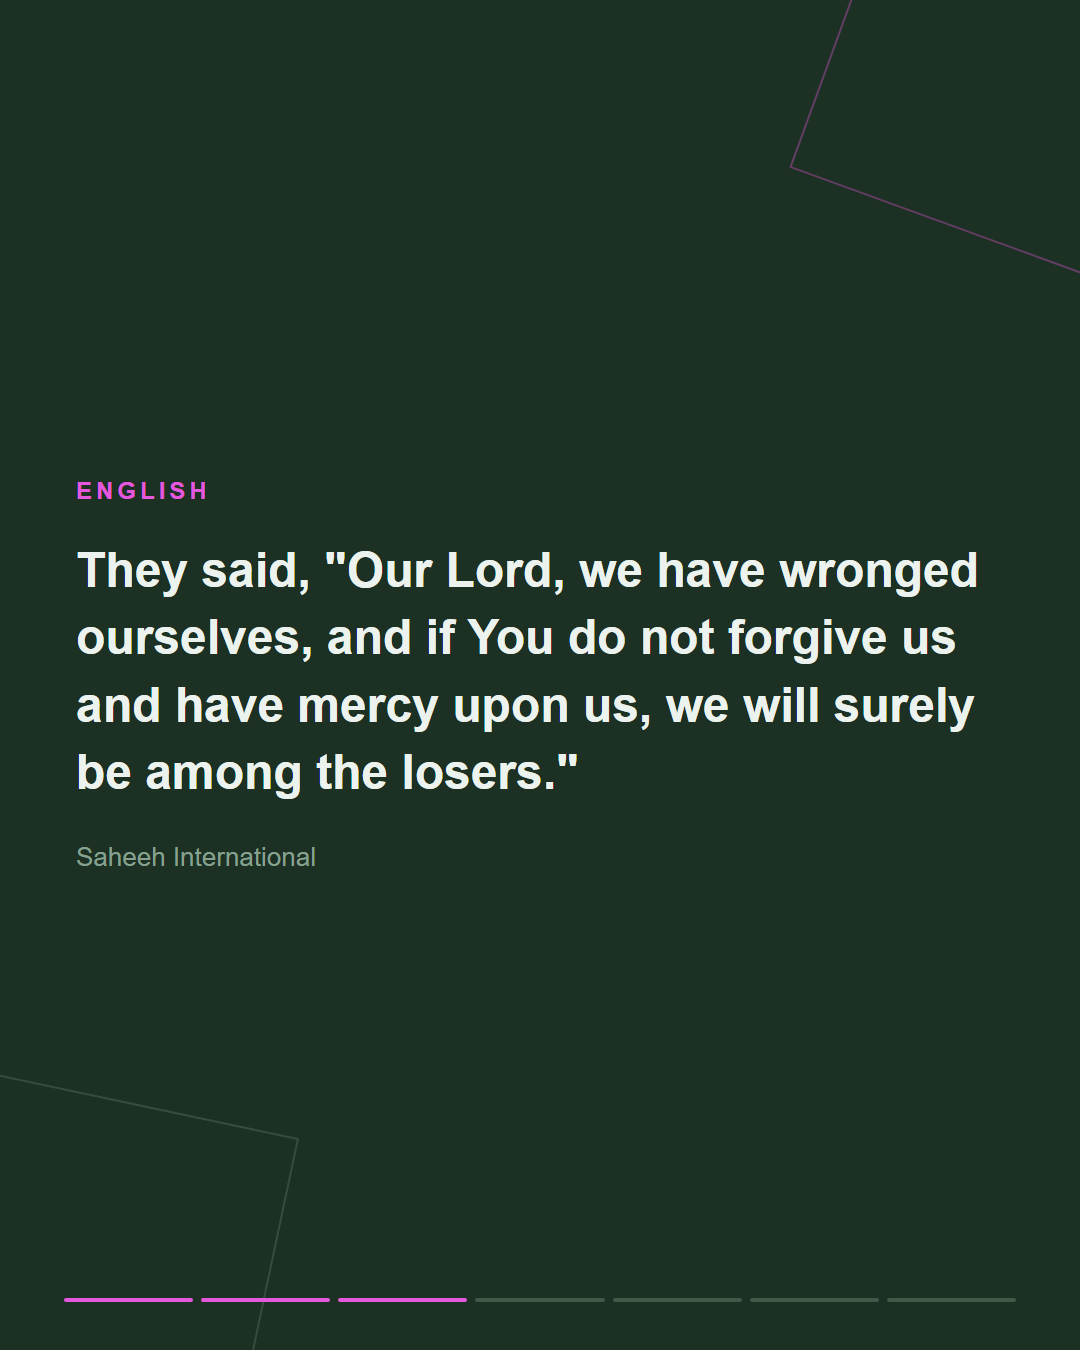 ENGLISH
They said, "Our Lord, we have wronged
ourselves, and if You do not forgive us
and have mercy upon us, we will surely
be among the losers."
Saheeh International